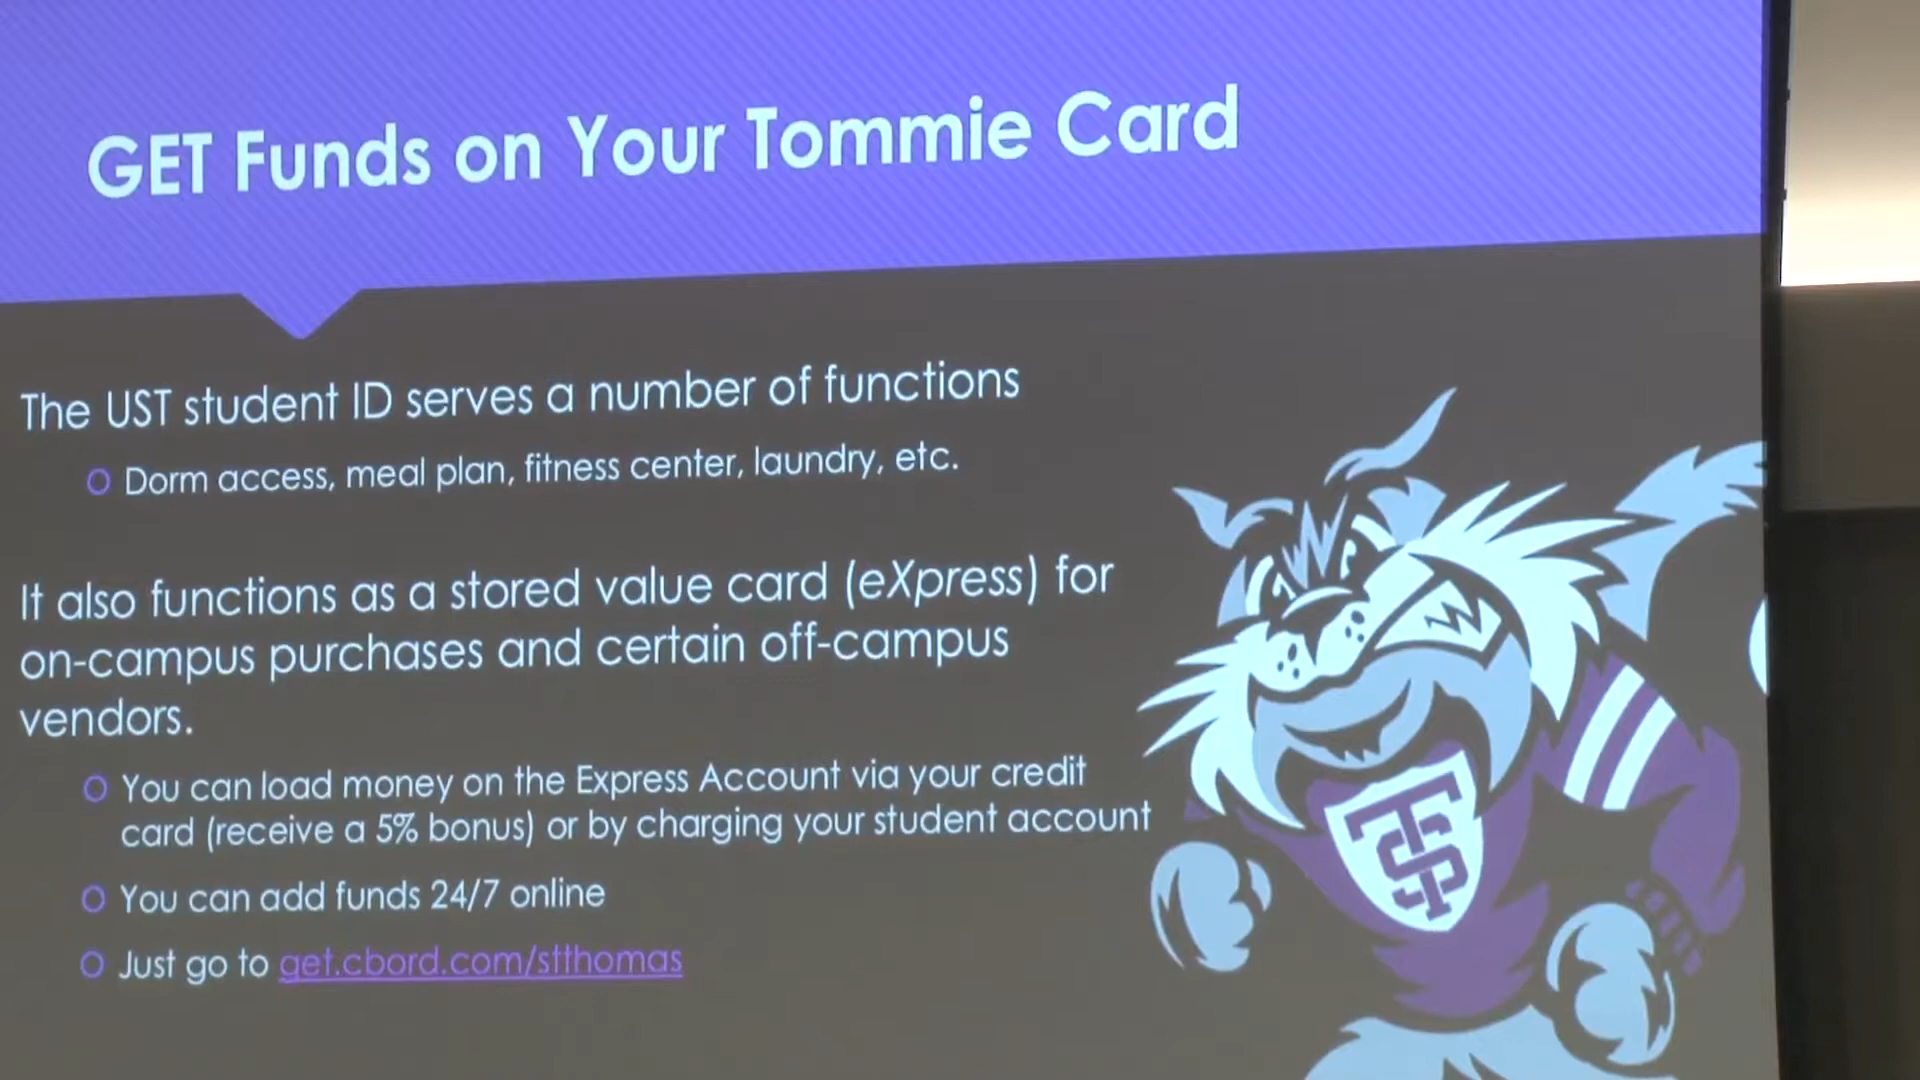 GET Funds on Your Tommie Card
The UST student ID serves a number of functions
O Dorm access, meal plan, fitness center, laundry, etc.
It also functions as a stored value card (eXpress) for
on-campus purchases and certain off-campus
vendors.
O You can load money on the Express Account via your credit
card (receive a 5% bonus) or by charging your student account
O You can add funds 24/7 online
O Just go to get.cbord.com/stthomas